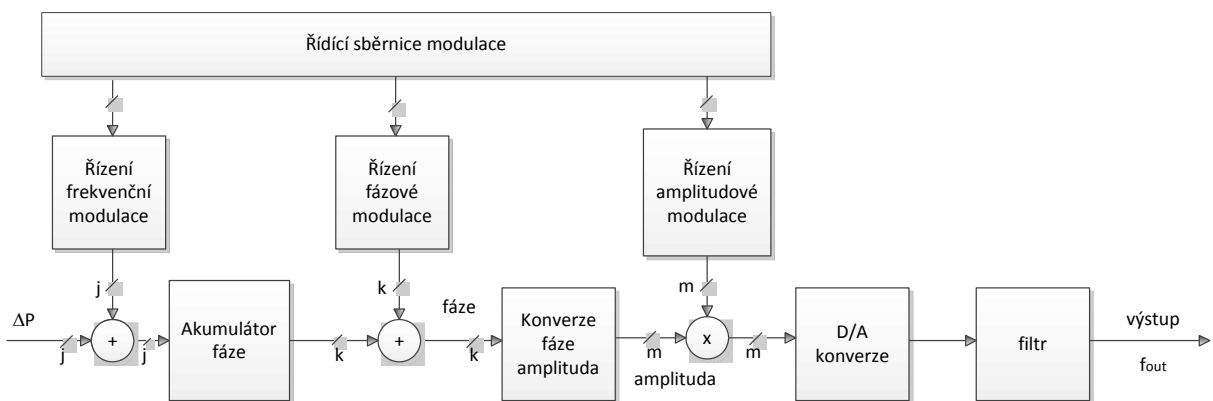 Řídící sběrnice modulace
Řízení
frekvenční
modulace
Řízení
fázové
modulace
Řízení
amplitudové
modulace
j
k
m
ΔP
j
+
j
Akumulátor
fáze
k
+
fáze
k
Konverze
fáze
amplituda
m
amplituda
x
m
D/A
konverze
filtr
výstup
fout